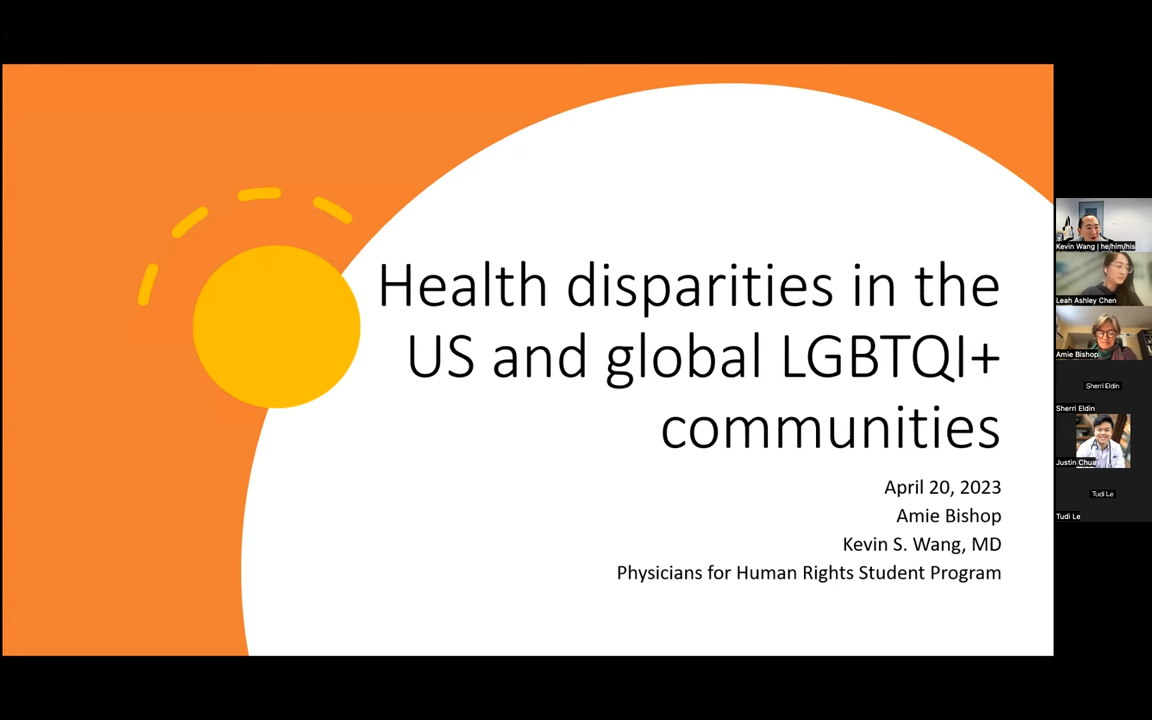 Health disparities in the
US and global LGBTQI+
communities
April 20, 2023
Amie Bishop
Kevin S. Wang, MD
Physicians for Human Rights Student Program
Kevin Wang | he/him/his
Leah Ashley Chen
Amie Bishop
Sherri Eldin
Sherri Eldin
Justin Chua
Tudi Le
Tudi Le